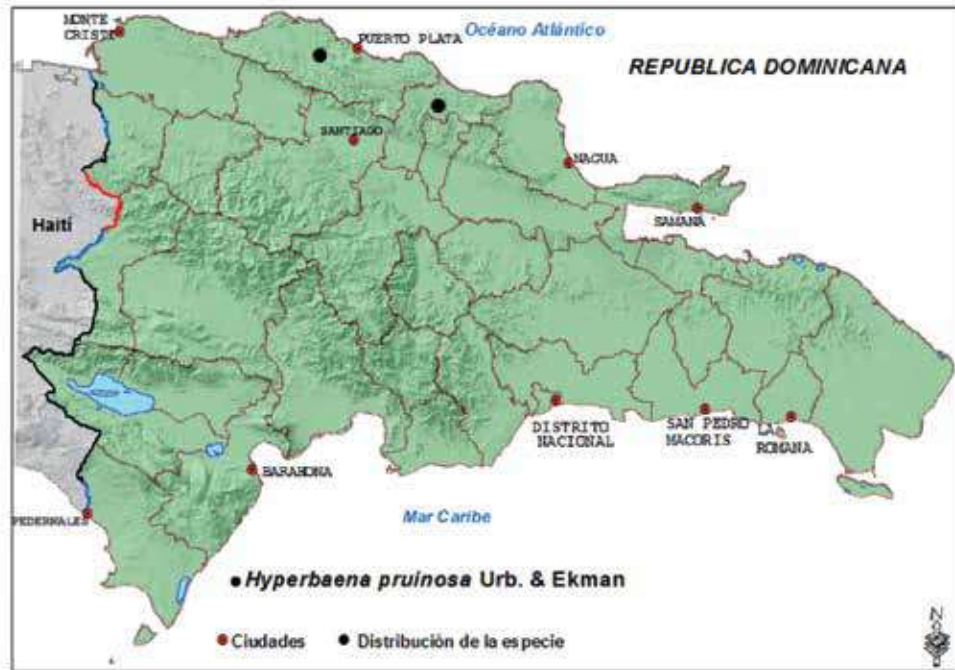 MONTE-
CRISTI
PUERTO PLATA
Océano Atlántico
REPUBLICA DOMINICANA
SANTIAGO
NAGUA
SAMANA
Haití
DISTRITO
NACIONAL
SAN PEDRO
MACORIS
LA
ROMANA
BARAHONA
PEDERNALES
Mar Caribe
Hyperbaena pruinosa Urb. & Ekman
Ciudades
Distribución de la especie